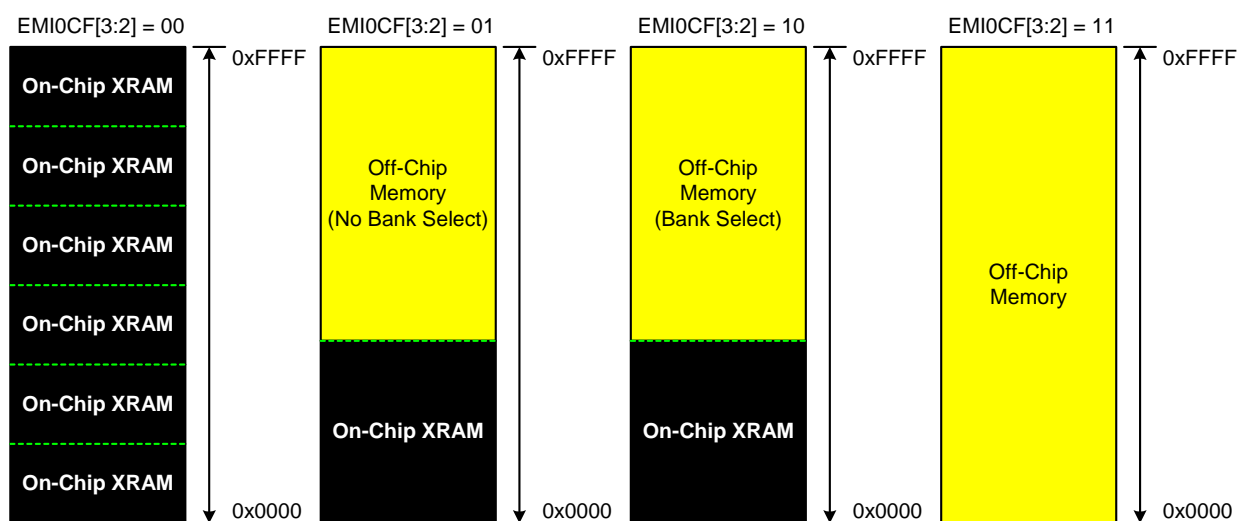 EMI0CF[3:2] = 00
EMI0CF[3:2] = 01
EMI0CF[3:2] = 10
EMI0CF[3:2] = 11
On-Chip XRAM
On-Chip XRAM
On-Chip XRAM
On-Chip XRAM
On-Chip XRAM
On-Chip XRAM
0xFFFF
0x0000
Off-Chip
Memory
(No Bank Select)
On-Chip XRAM
0xFFFF
0x0000
Off-Chip
Memory
(Bank Select)
On-Chip XRAM
0xFFFF
0x0000
Off-Chip
Memory
0xFFFF
0x0000